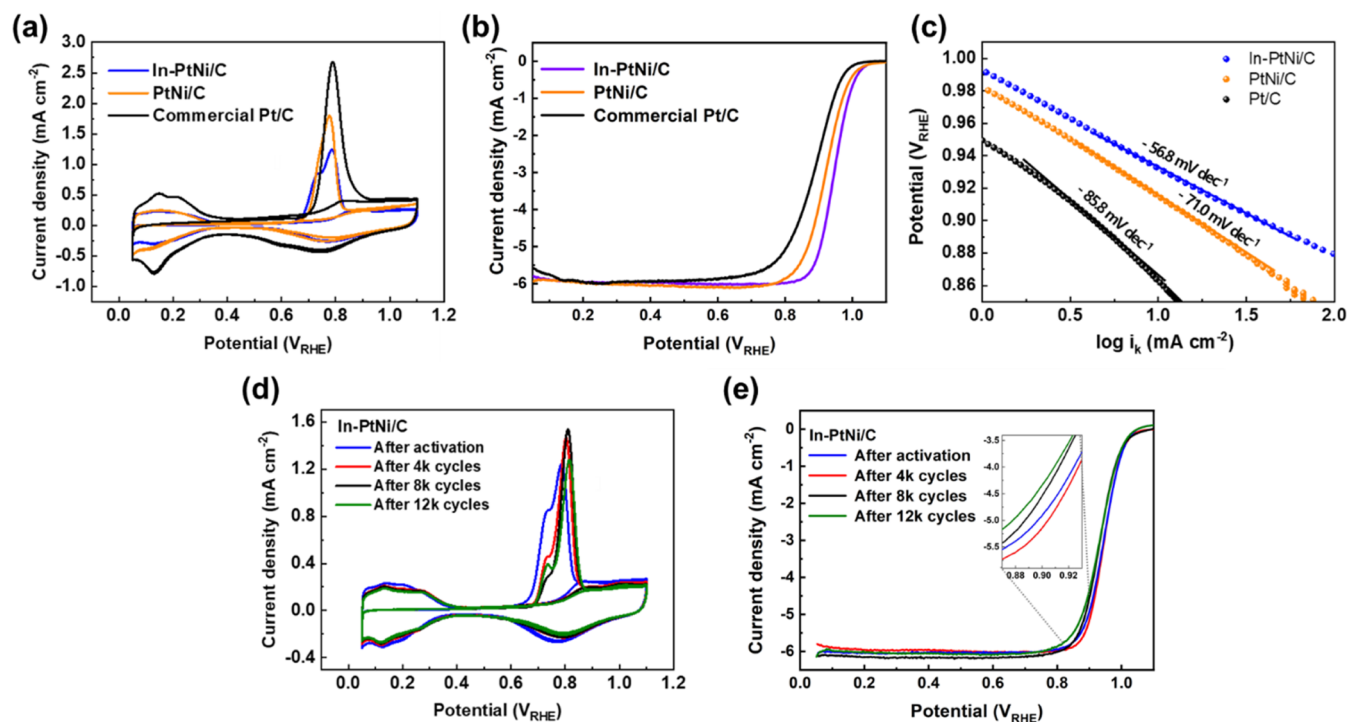 (a)
3.0
2.5
2.0
1.5
1.0
0.5
0.0
-0.5
-1.0
Current density (mA cm-2)
In-PtNi/C
PtNi/C
Commercial Pt/C
0.0 0.2 0.4 0.6 0.8 1.0 1.2
Potential (VRHE)
(b)
0
-1
-2
-3
-4
-5
-6
Current density (mA cm-2)
In-PtNi/C
PtNi/C
Commercial Pt/C
0.2 0.4 0.6 0.8 1.0
Potential (VRHE)
(c)
1.00
0.98
0.96
0.94
0.92
0.90
0.88
0.86
Potential (VRHE)
In-PtNi/C
PtNi/C
Pt/C
- 56.8 mV dec-1
- 71.0 mV dec-1
- 85.8 mV dec-1
0.0 0.5 1.0 1.5 2.0
log ik (mA cm-2)
(d)
1.6
1.2
0.8
0.4
0.0
-0.4
Current density (mA cm-2)
In-PtNi/C
After activation
After 4k cycles
After 8k cycles
After 12k cycles
0.0 0.2 0.4 0.6 0.8 1.0 1.2
Potential (VRHE)
(e)
0
-1
-2
-3
-4
-5
-6
Current density (mA cm-2)
In-PtNi/C
After activation
After 4k cycles
After 8k cycles
After 12k cycles
-3.5
-4.0
-4.5
-5.0
-5.5
0.88 0.90 0.92
0.0 0.2 0.4 0.6 0.8 1.0
Potential (VRHE)